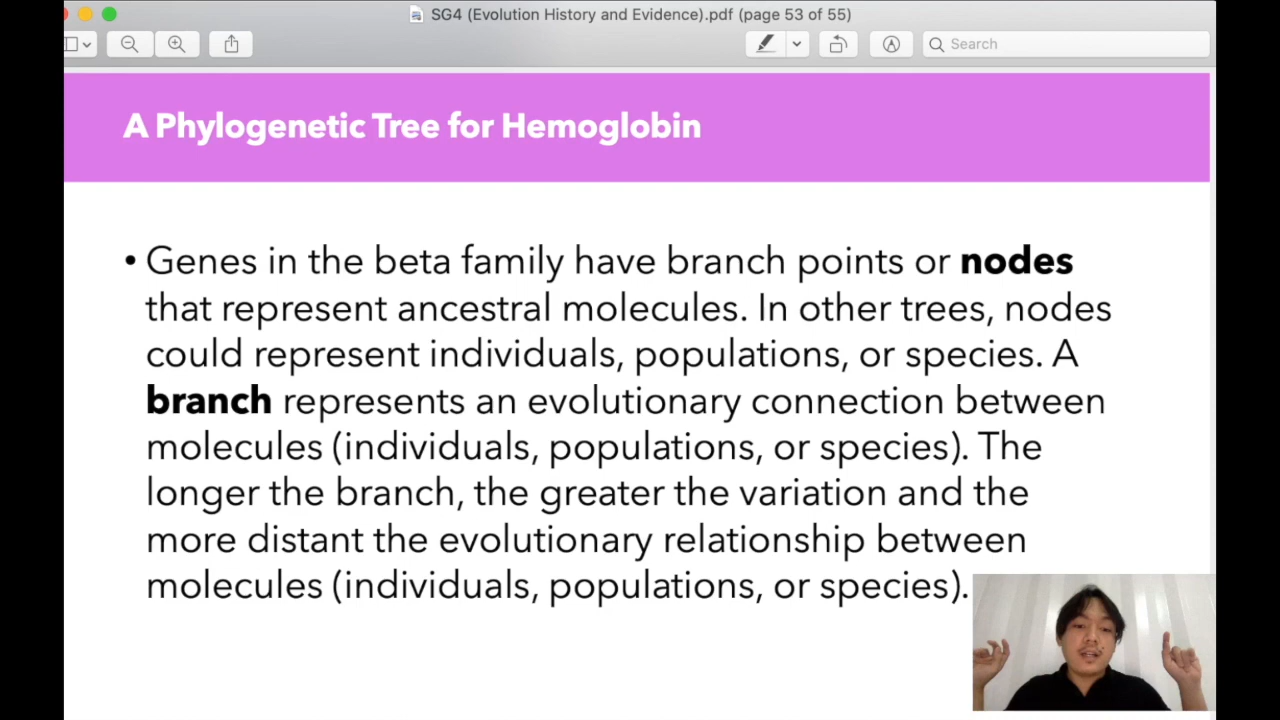 SG4 (Evolution History and Evidence).pdf (page 53 of 55)
Search
A Phylogenetic Tree for Hemoglobin
• Genes in the beta family have branch points or nodes
that represent ancestral molecules. In other trees, nodes
could represent individuals, populations, or species. A
branch represents an evolutionary connection between
molecules (individuals, populations, or species). The
longer the branch, the greater the variation and the
more distant the evolutionary relationship between
molecules (individuals, populations, or species).